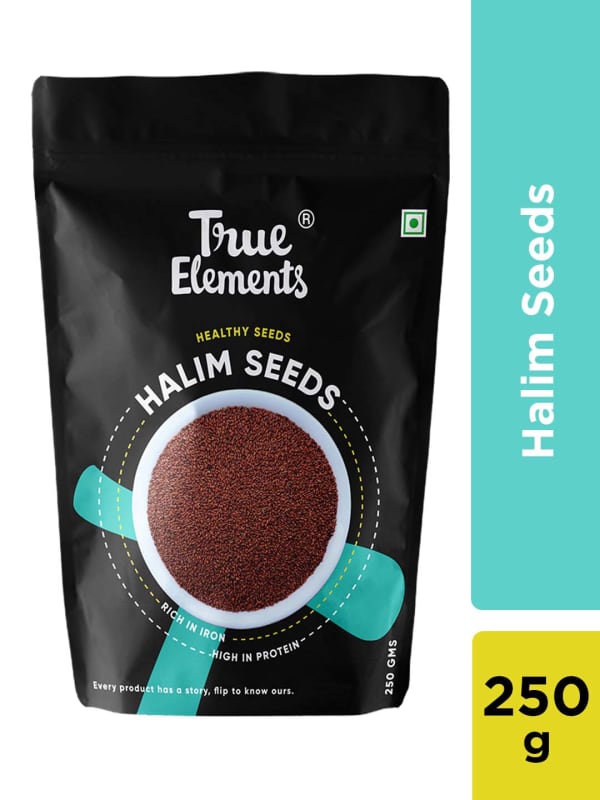 True ®
Elements
HEALTHY SEEDS
HALIM SEEDS
RICH IN IRON
HIGH IN PROTEIN
Every product has a story, flip to know ours.
250 GMS
Halim Seeds
250
g